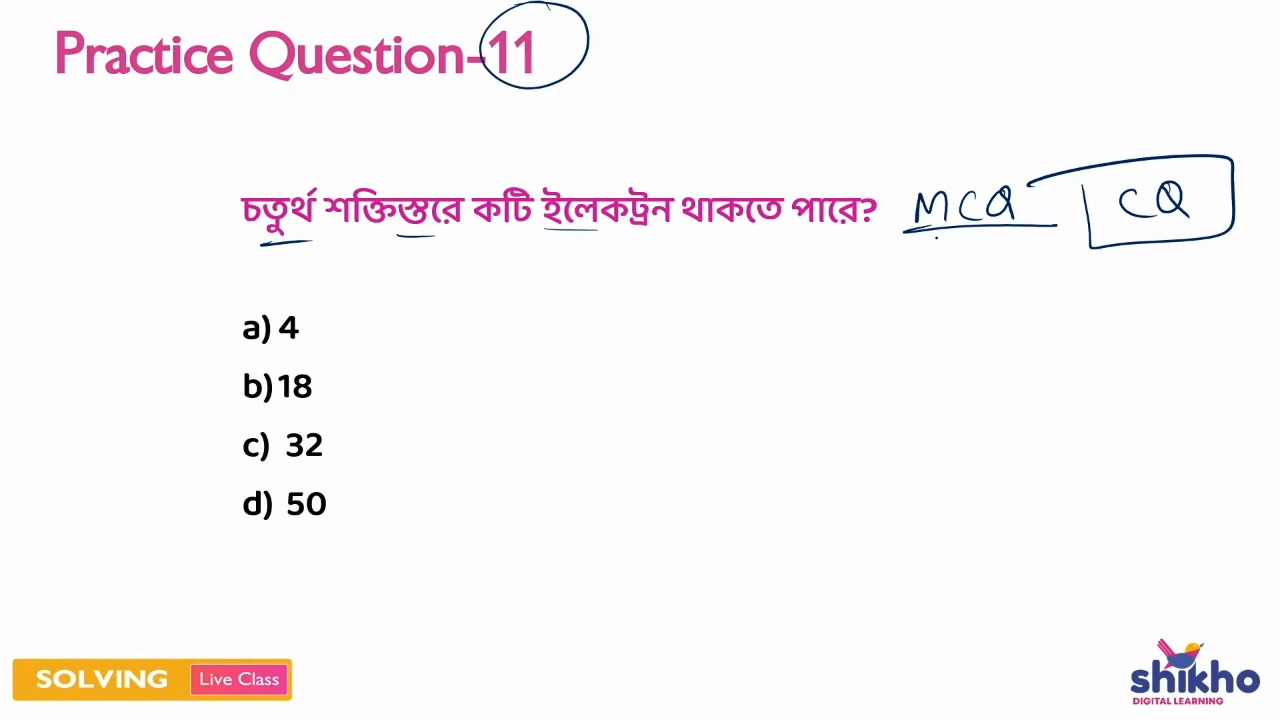 Practice Question-11
চতুর্থ শক্তিস্তরে কটি ইলেকট্রন থাকতে পারে? MCQ CQ
a) 4
b) 18
c) 32
d) 50
SOLVING Live Class
shikho
DIGITAL LEARNING